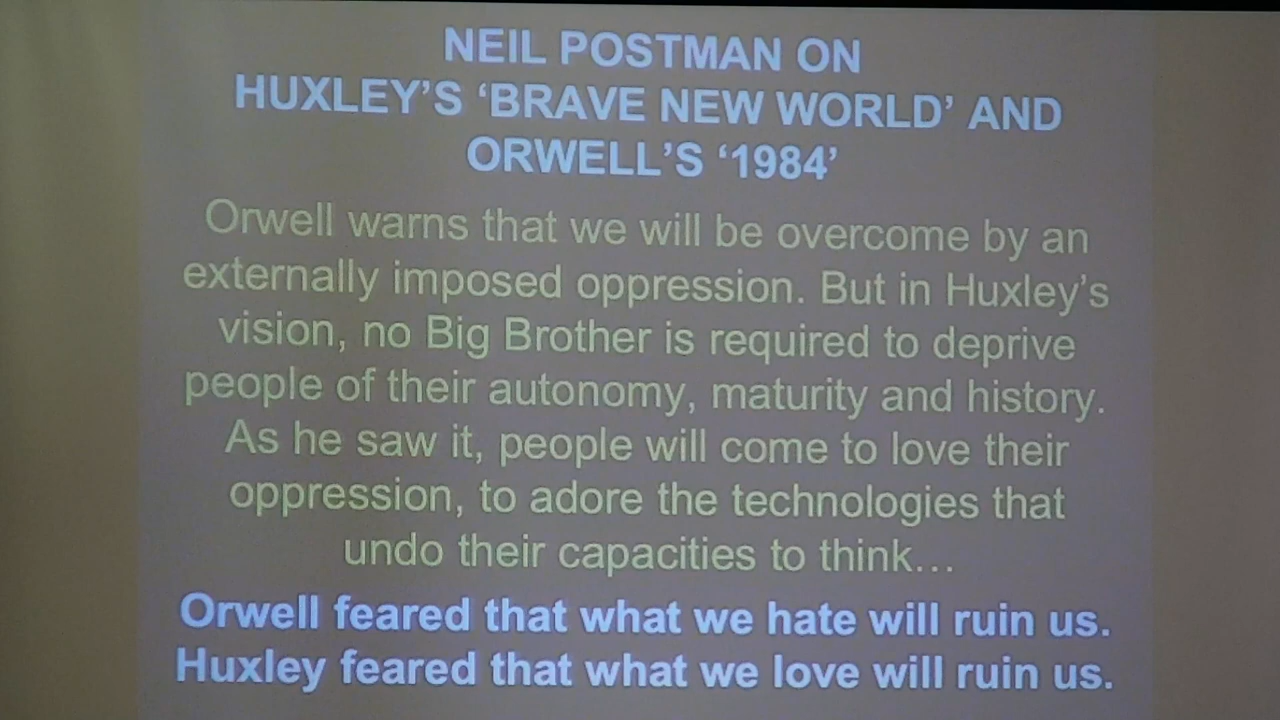 NEIL POSTMAN ON
HUXLEY’S ‘BRAVE NEW WORLD’ AND
ORWELL’S ‘1984’
Orwell warns that we will be overcome by an
externally imposed oppression. But in Huxley’s
vision, no Big Brother is required to deprive
people of their autonomy, maturity and history.
As he saw it, people will come to love their
oppression, to adore the technologies that
undo their capacities to think…
Orwell feared that what we hate will ruin us.
Huxley feared that what we love will ruin us.